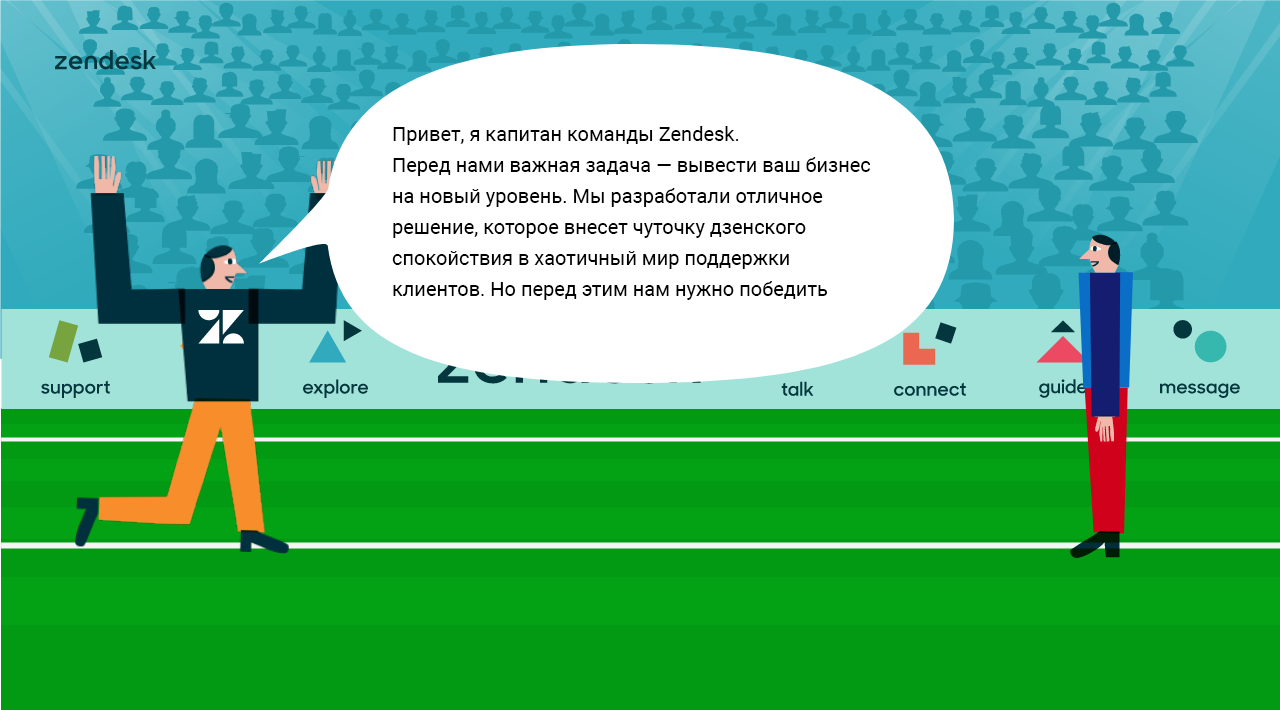 zendesk
Привет, я капитан команды Zendesk.
Перед нами важная задача — вывести ваш бизнес
на новый уровень. Мы разработали отличное
решение, которое внесет чуточку дзенского
спокойствия в хаотичный мир поддержки
клиентов. Но перед этим нам нужно победить
support
explore
talk
connect
guide
message